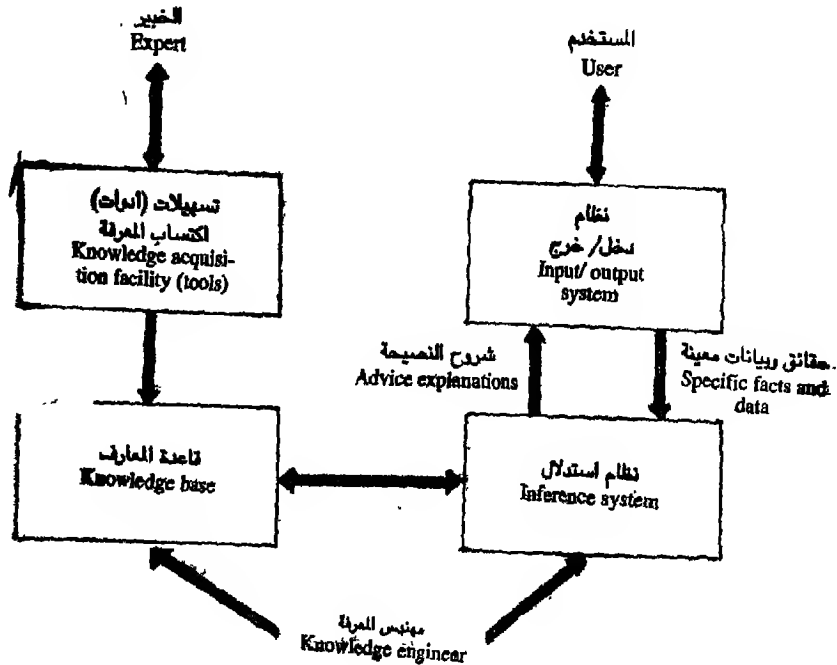 الخبير
Expert
المستخدم
User
تسهيلات (أدوات)
اكتساب المعرفة
Knowledge acquisi-
tion facility (tools)
نظام
دخل/ خرج
Input/ output
system
شروح النصيحة
Advice explanations
حقائق وبيانات معينة
Specific facts and
data
قاعدة المعارف
Knowledge base
نظام استدلال
Inference system
مهندس المعرفة
Knowledge engineer